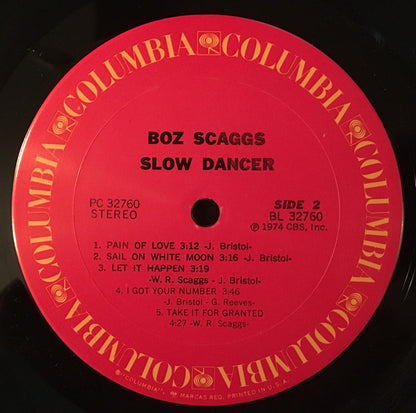 COLUMBIA COLUMBIA COLUMBIA COLUMBIA COLUMBIA COLUMBIA
BOZ SCAGGS
SLOW DANCER
PC 32760
STEREO
SIDE 2
BL 32760
℗ 1974 CBS, Inc.
1. PAIN OF LOVE 3:12 -J. Bristol-
2. SAIL ON WHITE MOON 3:16 -J. Bristol-
3. LET IT HAPPEN 3:19
-W. R. Scaggs - J. Bristol-
4. I GOT YOUR NUMBER 3:46
-J. Bristol - G. Reeves-
5. TAKE IT FOR GRANTED
4:27 -W. R. Scaggs-
"COLUMBIA", MARCAS REG. PRINTED IN U.S.A.